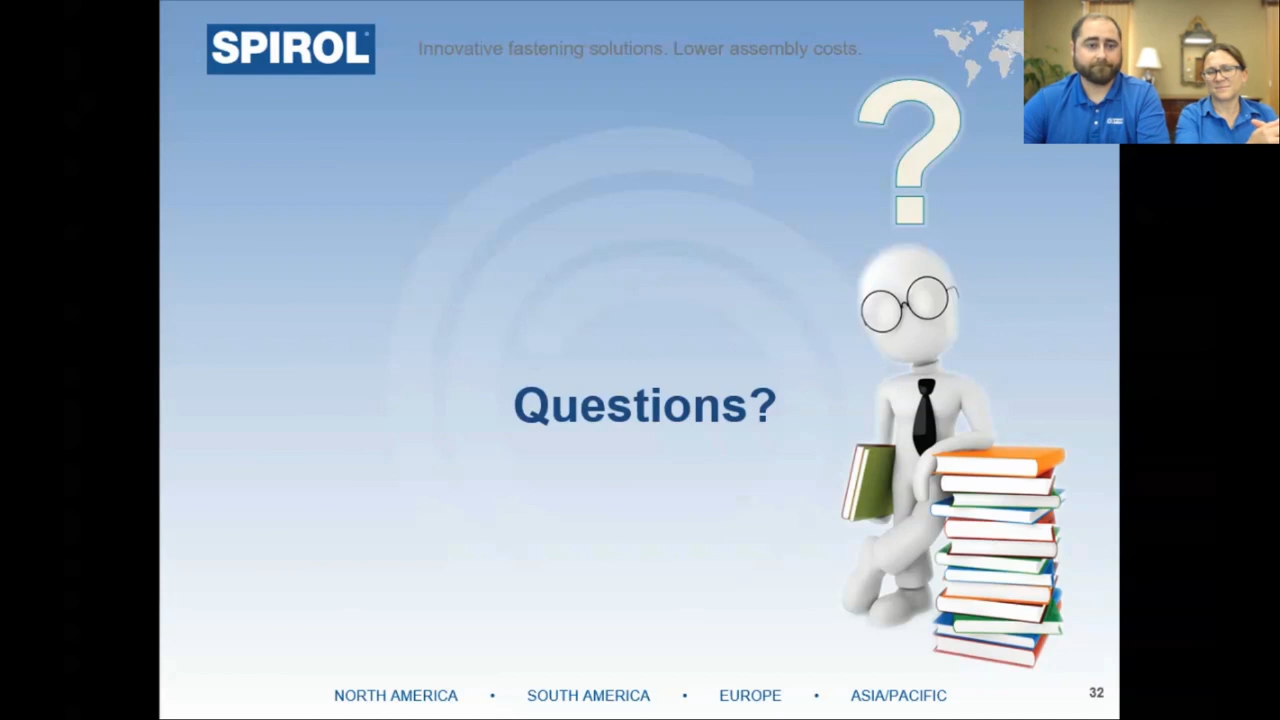 SPIROL
Innovative fastening solutions. Lower assembly costs.
?
Questions?
NORTH AMERICA • SOUTH AMERICA • EUROPE • ASIA/PACIFIC
32